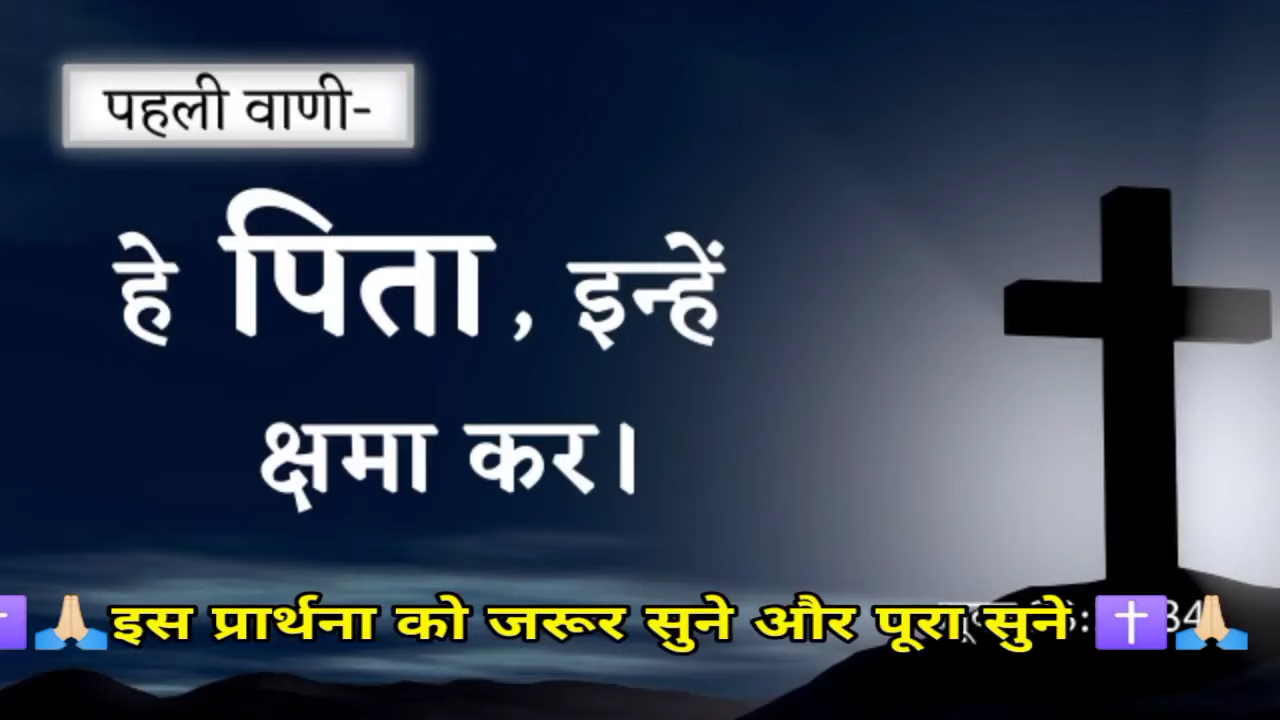 पहली वाणी-
हे पिता, इन्हें
क्षमा कर।
✝️🙏🏻इस प्रार्थना को जरूर सुने और पूरा सुने✝️🙏🏻